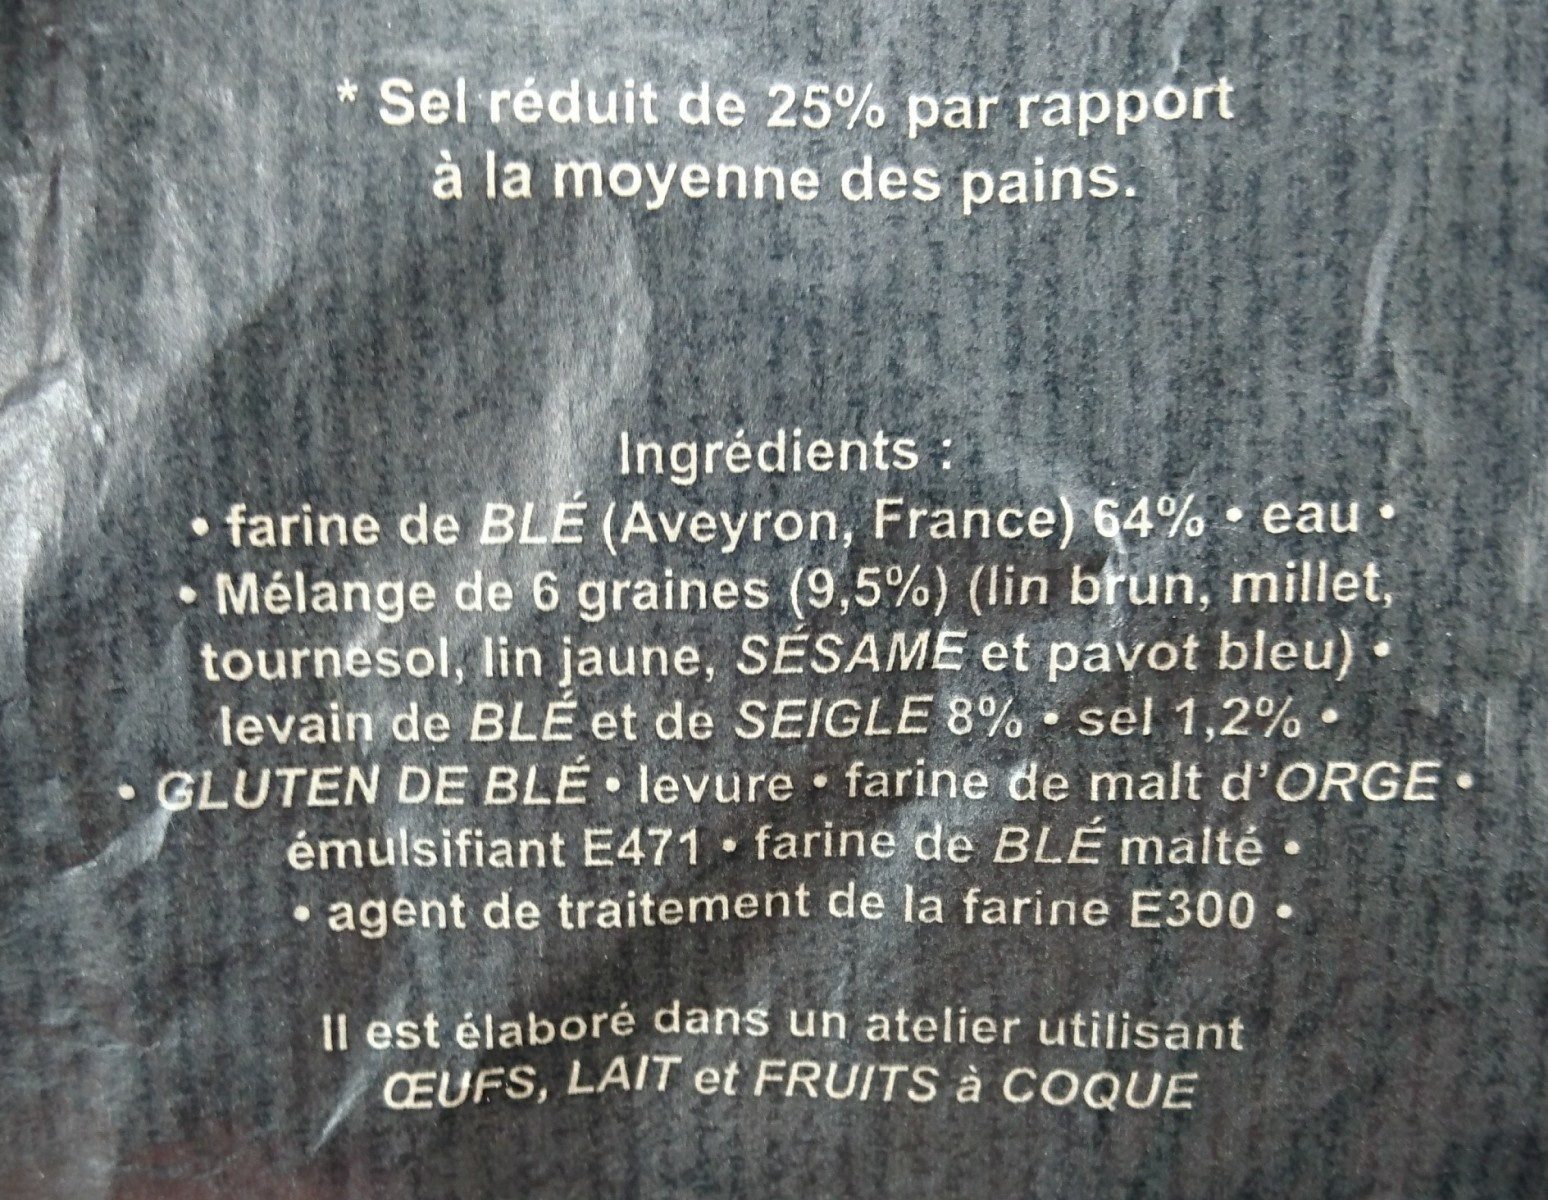 * Sel réduit de 25% par rapport
à la moyenne des pains.
Ingrédients :
• farine de BLÉ (Aveyron, France) 64% • eau •
• Mélange de 6 graines (9,5%) (lin brun, millet,
tournesol, lin jaune, SÉSAME et pavot bleu) •
levain de BLÉ et de SEIGLE 8% • sel 1,2% •
• GLUTEN DE BLÉ • levure • farine de malt d'ORGE •
émulsifiant E471 • farine de BLÉ malté •
• agent de traitement de la farine E300 •
Il est élaboré dans un atelier utilisant
ŒUFS, LAIT et FRUITS à COQUE